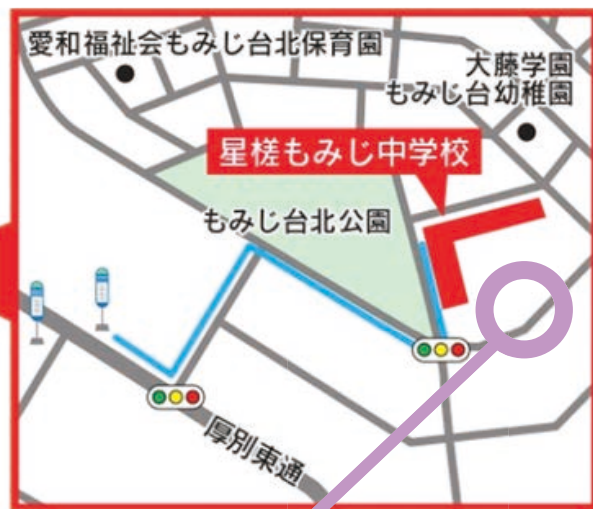 愛和福祉会もみじ台北保育園
大藤学園
もみじ台幼稚園
星槎もみじ中学校
もみじ台北公園
厚別東通